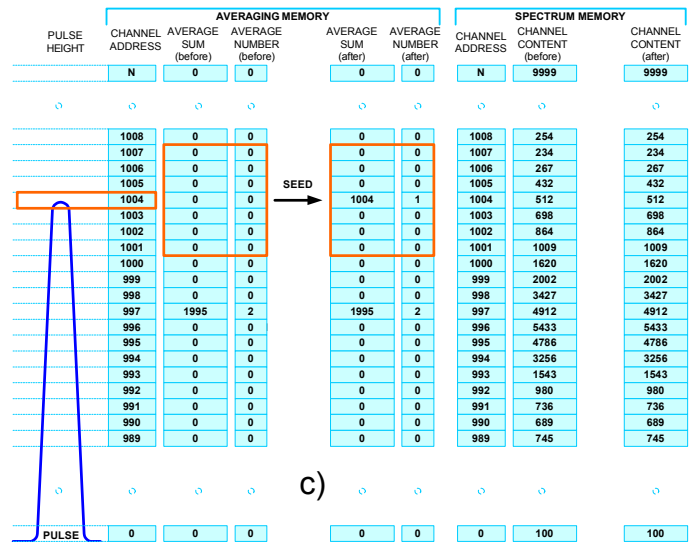 AVERAGING MEMORY SPECTRUM MEMORY
PULSE HEIGHT CHANNEL ADDRESS AVERAGE SUM (before) AVERAGE NUMBER (before) AVERAGE SUM (after) AVERAGE NUMBER (after) CHANNEL ADDRESS CHANNEL CONTENT (before) CHANNEL CONTENT (after)
N 0 0 0 0 N 9999 9999
1008 0 0 0 0 1008 254 254
1007 0 0 0 0 1007 234 234
1006 0 0 0 0 1006 267 267
1005 0 0 SEED 0 0 1005 432 432
1004 0 0 1004 1 1004 512 512
1003 0 0 0 0 1003 698 698
1002 0 0 0 0 1002 864 864
1001 0 0 0 0 1001 1009 1009
1000 0 0 0 0 1000 1620 1620
999 0 0 0 0 999 2002 2002
998 0 0 0 0 998 3427 3427
997 1995 2 1995 2 997 4912 4912
996 0 0 0 0 996 5433 5433
995 0 0 0 0 995 4786 4786
994 0 0 0 0 994 3256 3256
993 0 0 0 0 993 1543 1543
992 0 0 0 0 992 980 980
991 0 0 0 0 991 736 736
990 0 0 0 0 990 689 689
989 0 0 0 0 989 745 745
c)
PULSE 0 0 0 0 0 0 100 100